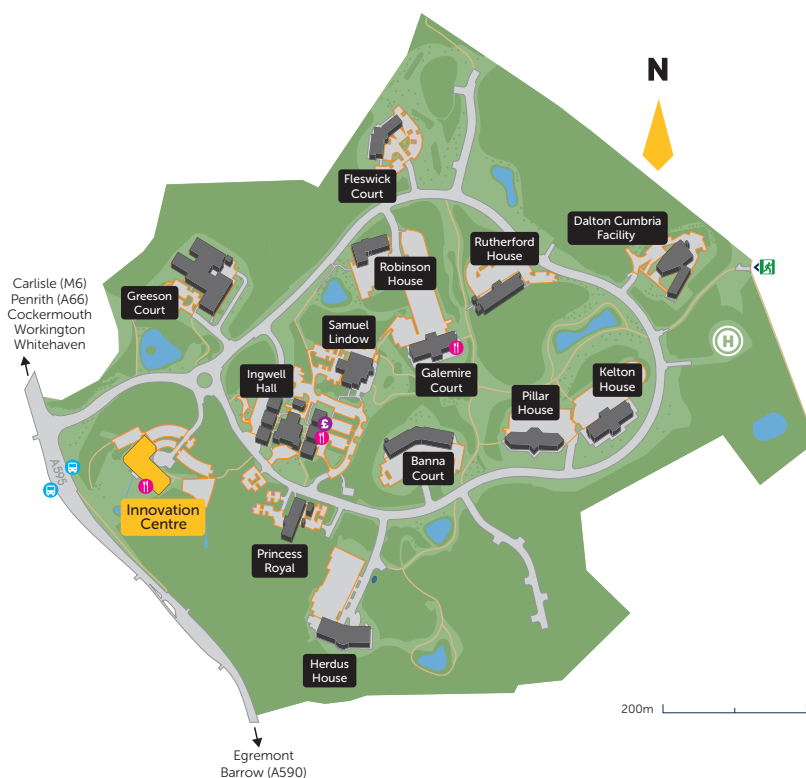 N
Fleswick
Court
Dalton Cumbria
Facility
Rutherford
House
Robinson
House
Carlisle (M6)
Penrith (A66)
Cockermouth
Workington
Whitehaven
Greeson
Court
Samuel
Lindow
H
Ingwell
Hall
Galemire
Court
Kelton
House
Pillar
House
£
Banna
Court
A595
Innovation
Centre
Princess
Royal
Herdus
House
200m
Egremont
Barrow (A590)